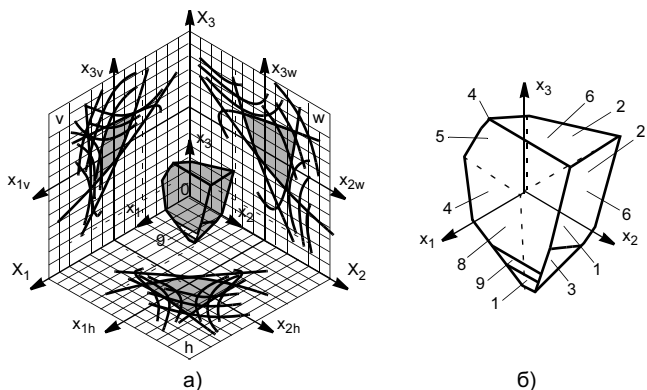 X₃
x₃ᵥ
x₃w
v
w
x₃
x₁ᵥ
0
x₂w
x₁
x₂
g
X₁
X₂
x₁ₕ
x₂ₕ
h
а)
x₃
4
6
2
5
2
4
6
x₁
x₂
8
1
9
3
1
б)